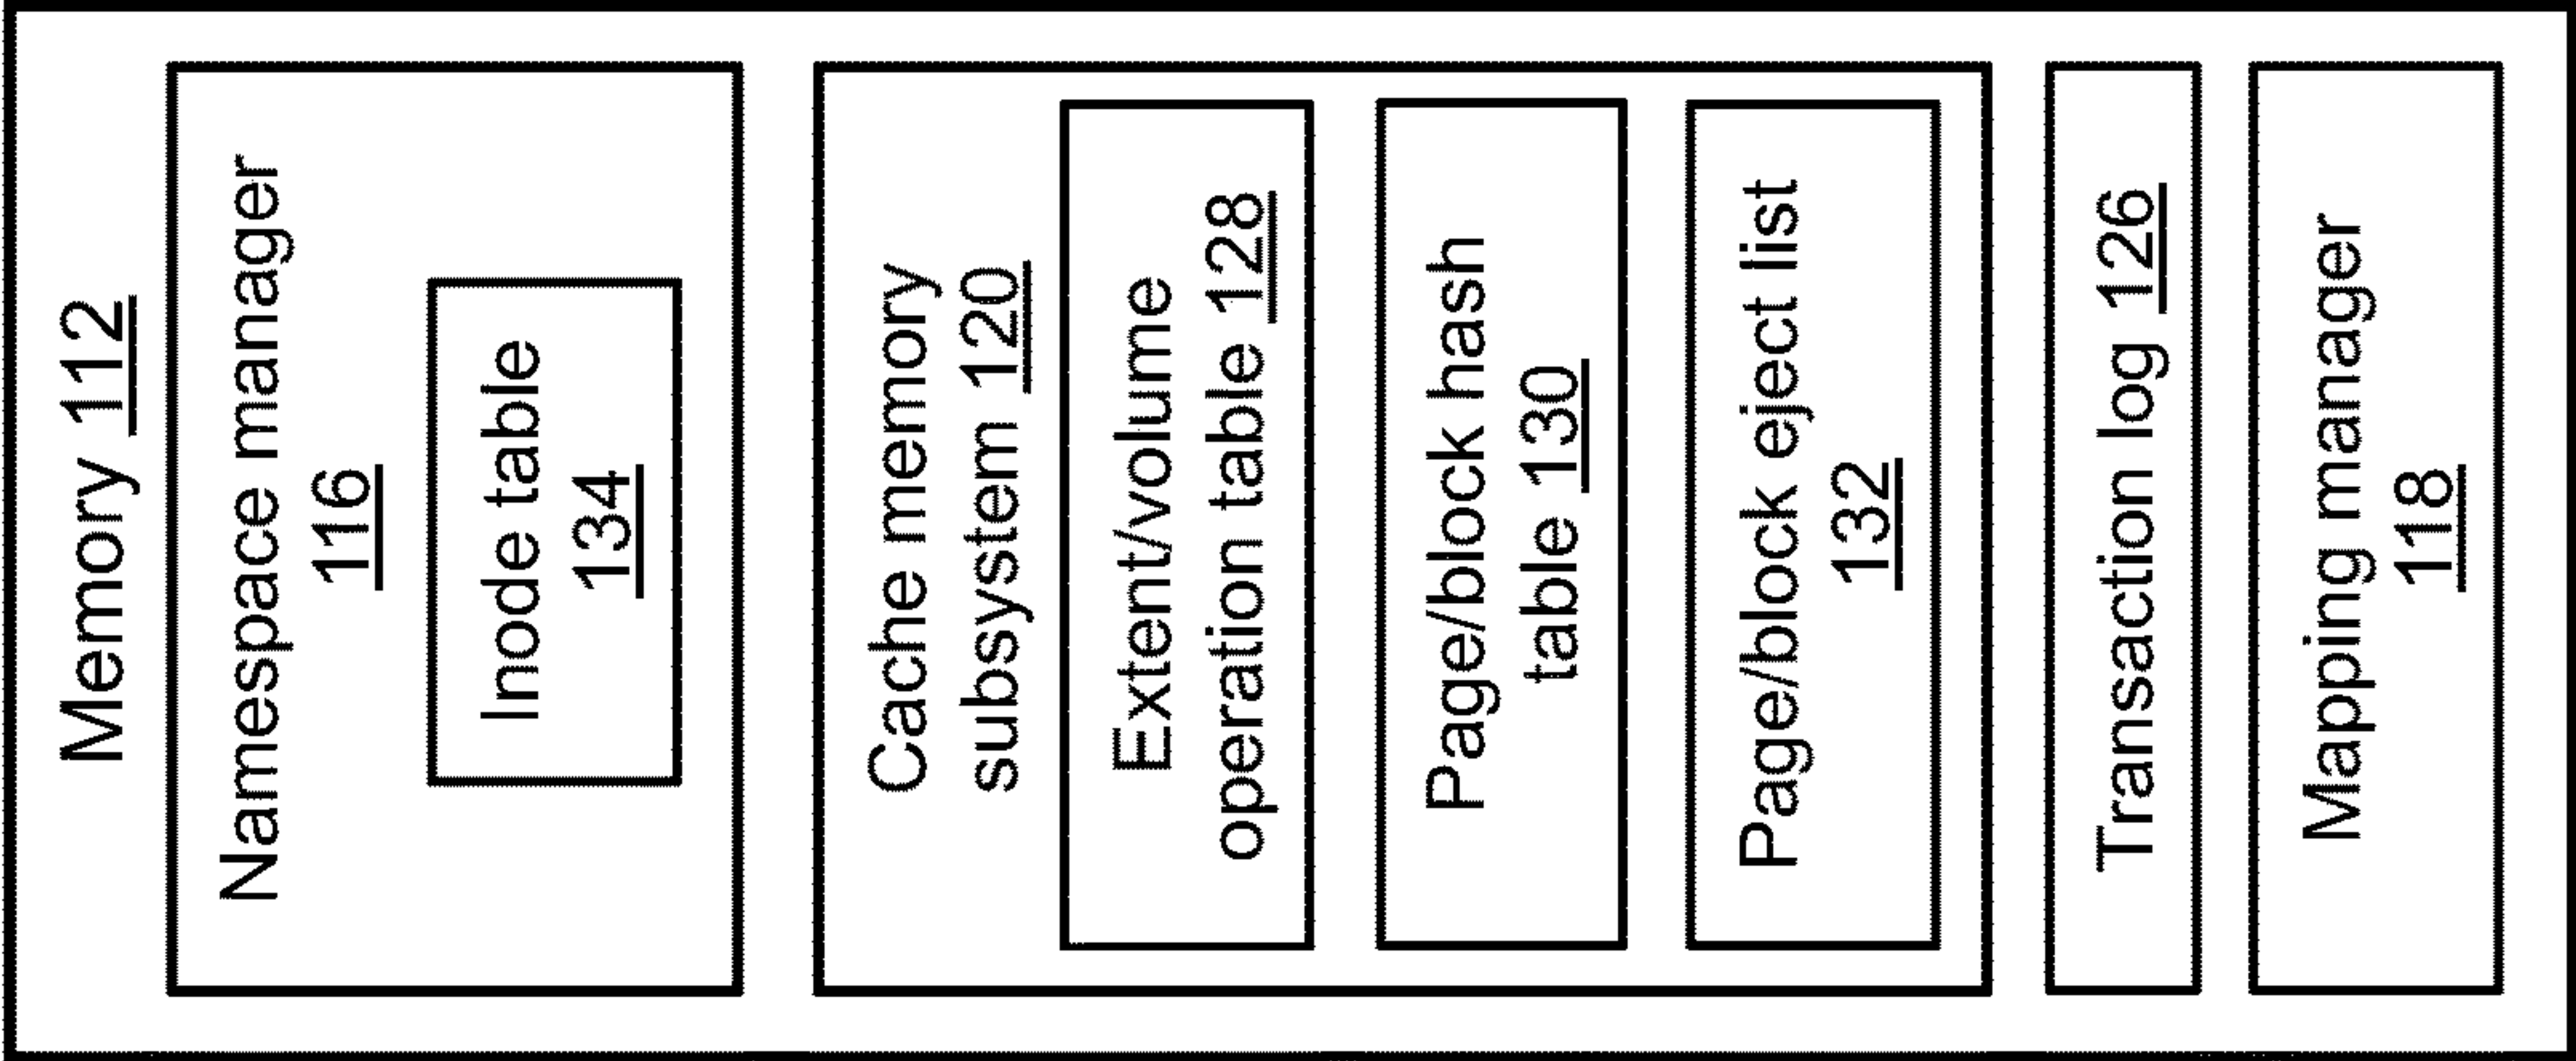 Memory 112
Namespace manager
116
Inode table
134
Cache memory
subsystem 120
Extent/volume
operation table 128
Page/block hash
table 130
Page/block eject list
132
Transaction log 126
Mapping manager
118